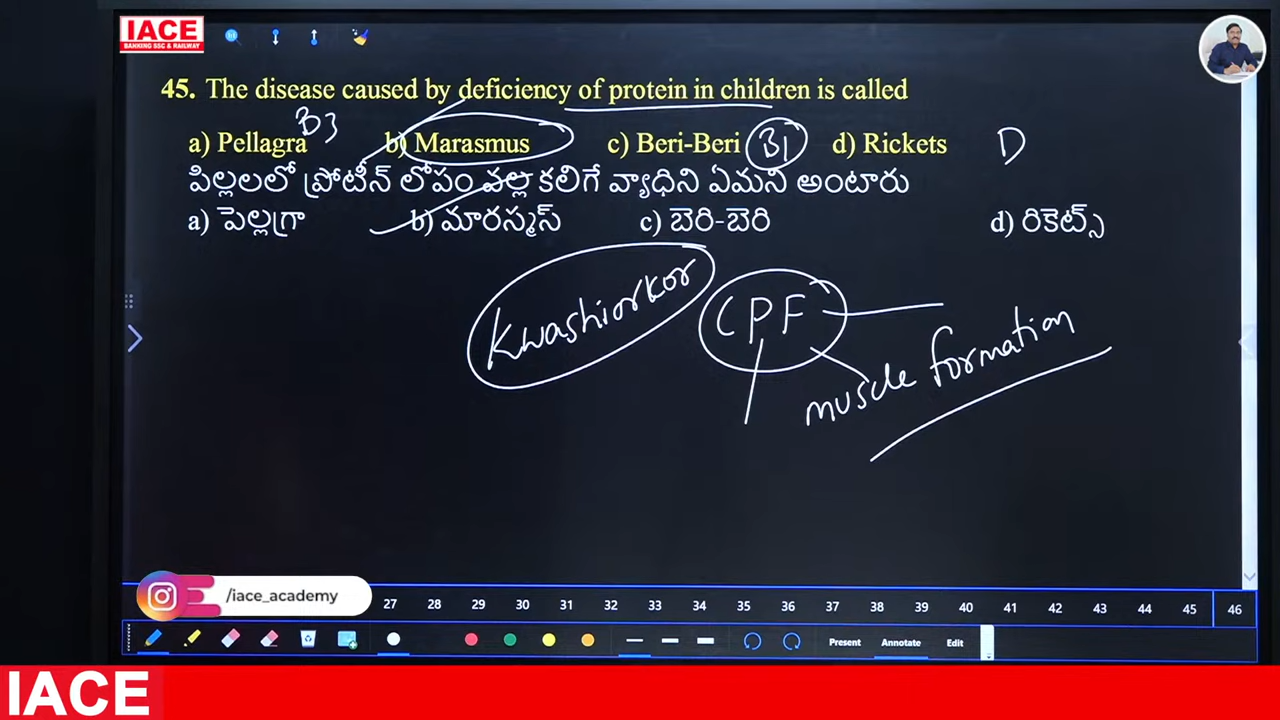 IACE
BANKING SSC & RAILWAY
45. The disease caused by deficiency of protein in children is called
B3
a) Pellagra b) Marasmus c) Beri-Beri B1 d) Rickets D
పిల్లలలో ప్రోటీన్ లోపం వల్ల కలిగే వ్యాధిని ఏమని అంటారు
a) పెల్లగ్రా b) మారస్మస్ c) బెరి-బెరి d) రికెట్స్
Kwashiorkor CPF
muscle formation
/iace_academy 27 28 29 30 31 32 33 34 35 36 37 38 39 40 41 42 43 44 45 46
Present Annotate Edit
IACE